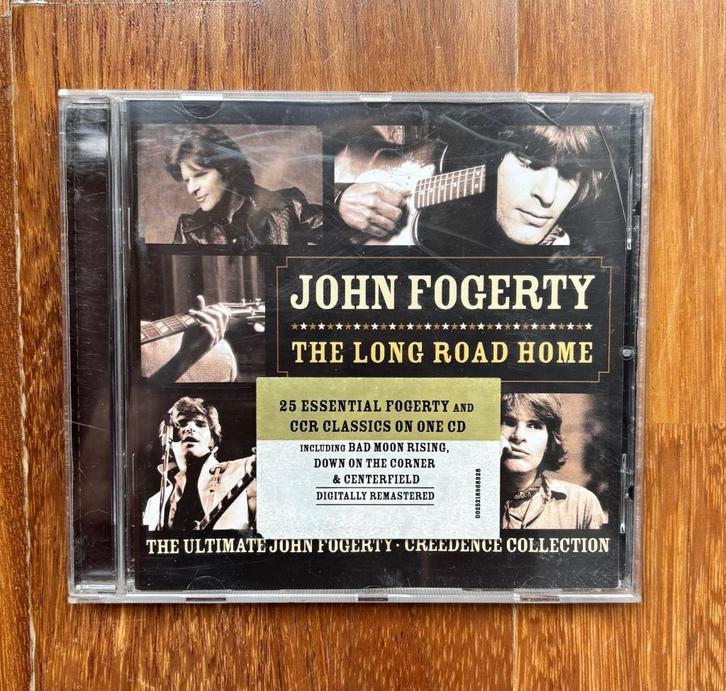 JOHN FOGERTY
THE LONG ROAD HOME
25 ESSENTIAL FOGERTY AND
CCR CLASSICS ON ONE CD
INCLUDING BAD MOON RISING,
DOWN ON THE CORNER
& CENTERFIELD
DIGITALLY REMASTERED
0025218968928
THE ULTIMATE JOHN FOGERTY · CREEDENCE COLLECTION